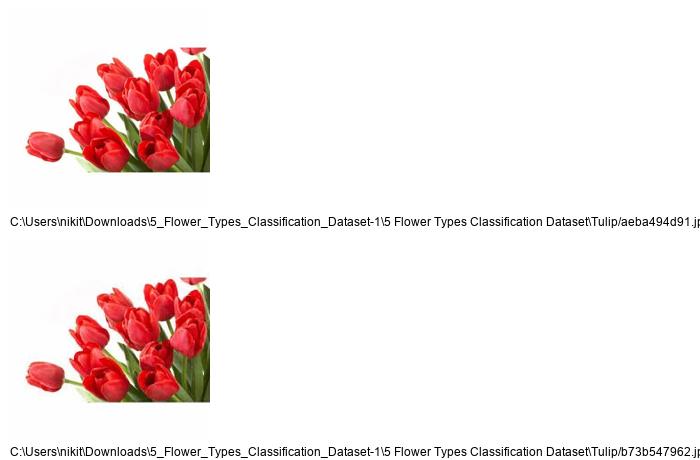 C:\Users\nikit\Downloads\5_Flower_Types_Classification_Dataset-1\5 Flower Types Classification Dataset\Tulip/aeba494d91.jp
C:\Users\nikit\Downloads\5_Flower_Types_Classification_Dataset-1\5 Flower Types Classification Dataset\Tulip/b73b547962.jp